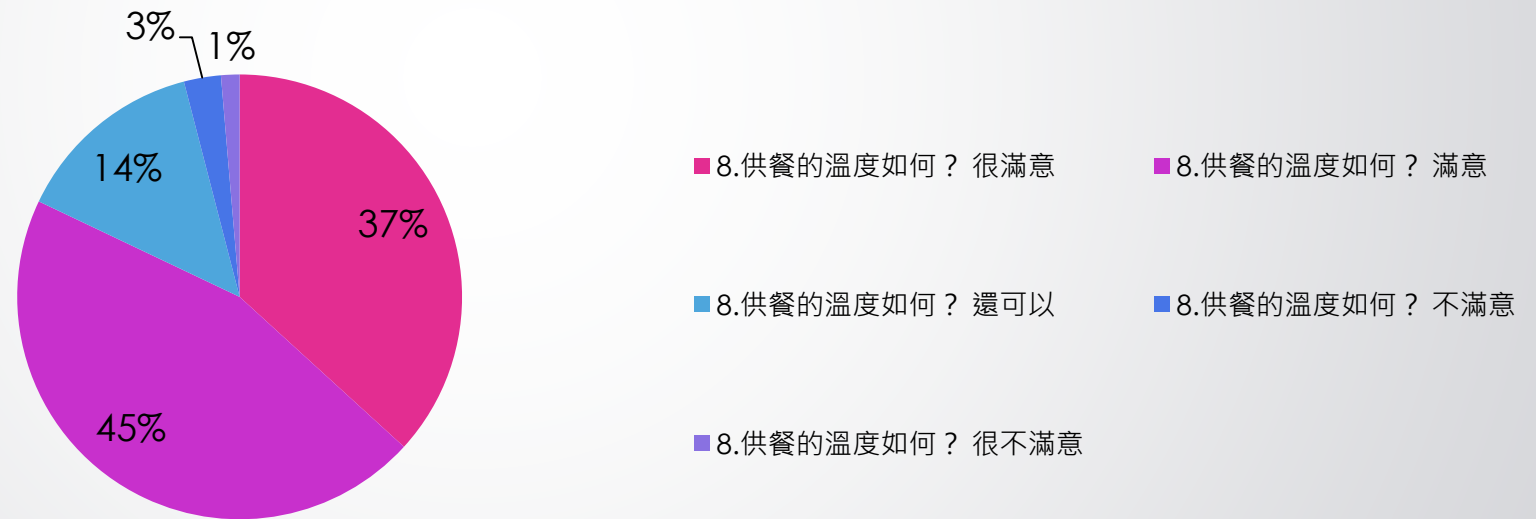 3%
1%
14%
37%
45%
8.供餐的溫度如何？ 很滿意
8.供餐的溫度如何？ 滿意
8.供餐的溫度如何？ 還可以
8.供餐的溫度如何？ 不滿意
8.供餐的溫度如何？ 很不滿意